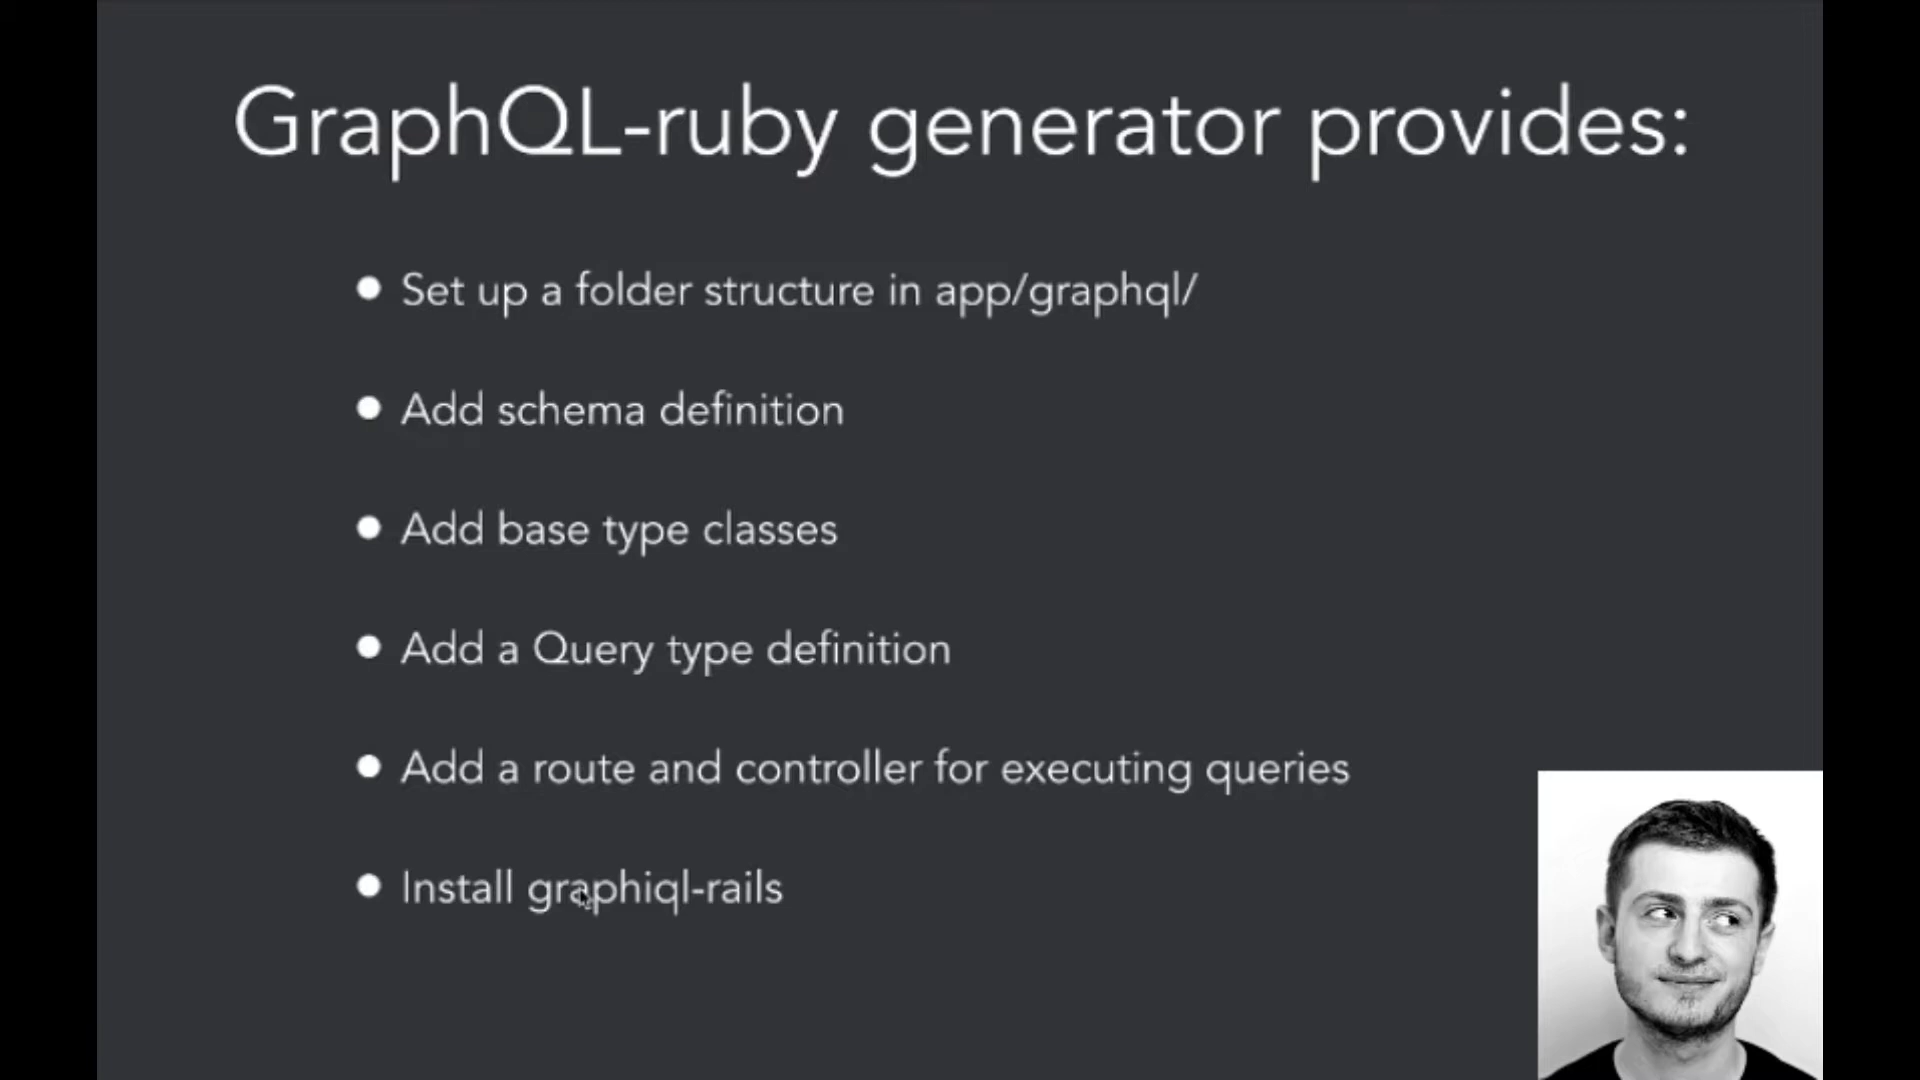 GraphQL-ruby generator provides:
Set up a folder structure in app/graphql/
Add schema definition
Add base type classes
Add a Query type definition
Add a route and controller for executing queries
Install graphiql-rails